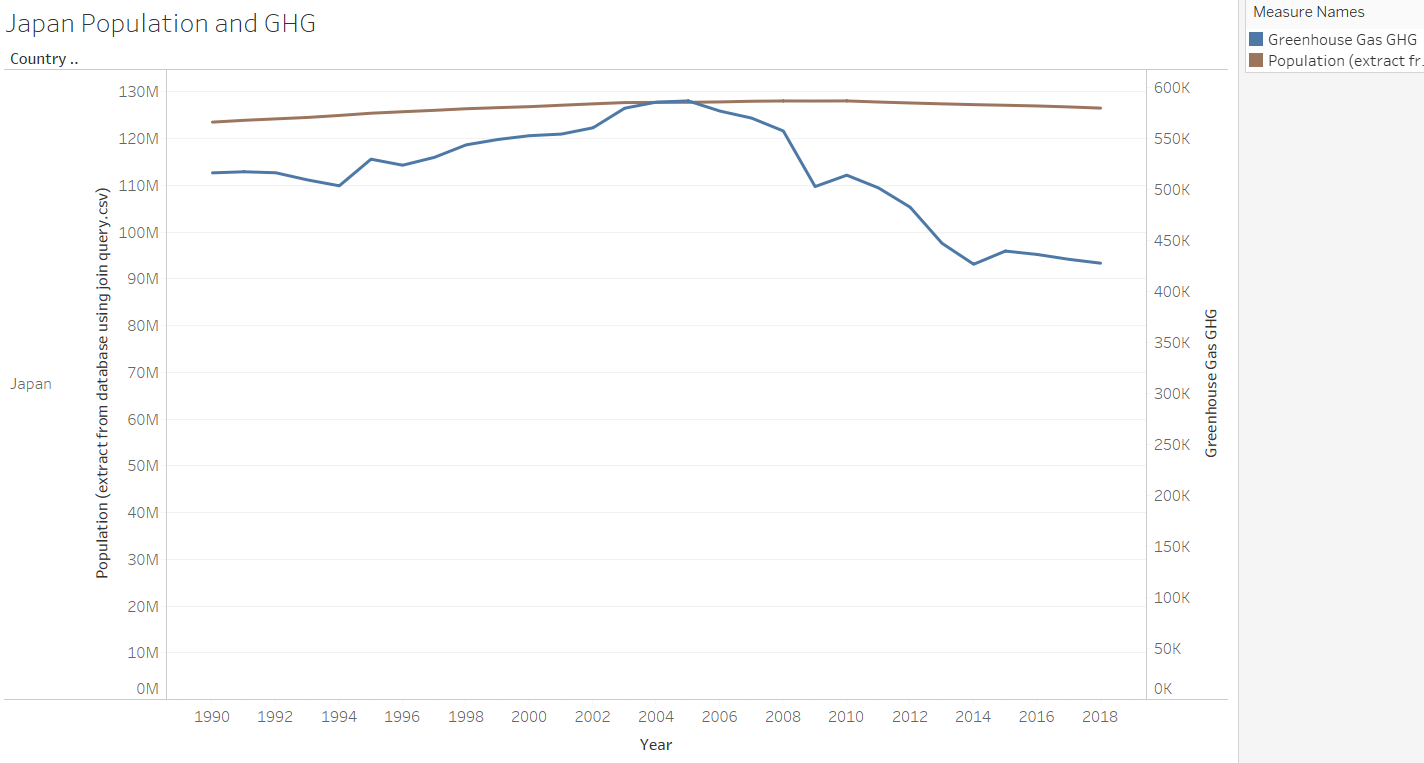 Japan Population and GHG
Country ..
Japan
Population (extract from database using join query.csv)
130M
120M
110M
100M
90M
80M
70M
60M
50M
40M
30M
20M
10M
0M
600K
550K
500K
450K
400K
350K
300K
250K
200K
150K
100K
50K
0K
Greenhouse Gas GHG
1990 1992 1994 1996 1998 2000 2002 2004 2006 2008 2010 2012 2014 2016 2018
Year
Measure Names
Greenhouse Gas GHG
Population (extract fr..